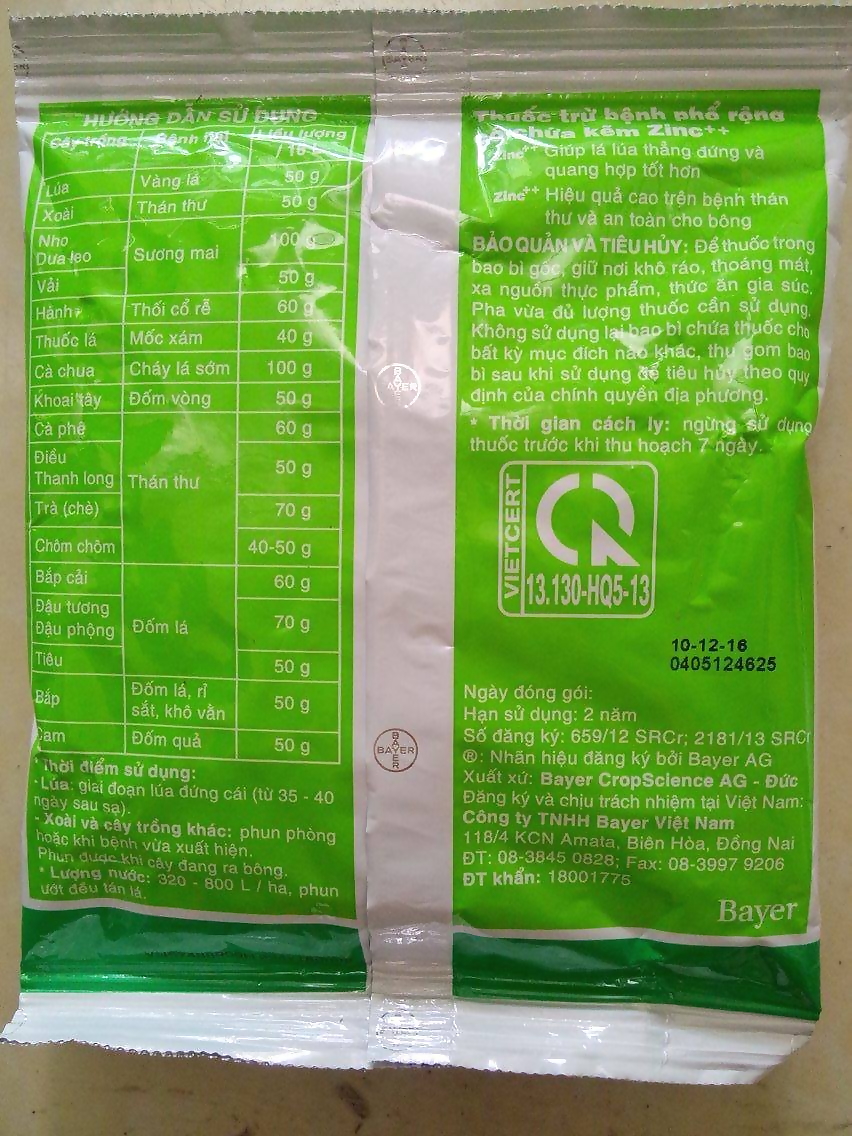 BAYER
HƯỚNG DẪN SỬ DỤNG
Cây trồng Bệnh hại Liều lượng
/ 16 L
Lúa Vàng lá 50 g
Xoài Thán thư 50 g
Nho 100 g
Dưa leo Sương mai
Vải 50 g
Hành Thối cổ rễ 60 g
Thuốc lá Mốc xám 40 g
Cà chua Cháy lá sớm 100 g
Khoai tây Đốm vòng 50 g
Cà phê 60 g
Điều 50 g
Thanh long Thán thư
Trà (chè) 70 g
Chôm chôm 40-50 g
Bắp cải 60 g
Đậu tương 70 g
Đậu phộng Đốm lá
Tiêu 50 g
Bắp Đốm lá, rỉ 50 g
sắt, khô vằn
Cam Đốm quả 50 g
* Thời điểm sử dụng:
- Lúa: giai đoạn lúa đứng cái (từ 35 - 40
ngày sau sạ).
- Xoài và cây trồng khác: phun phòng
hoặc khi bệnh vừa xuất hiện.
Phun được khi cây đang ra bông.
* Lượng nước: 320 - 800 L / ha, phun
ướt đều tán lá.
BAYER
BAYER
Thuốc trừ bệnh phổ rộng
chứa kẽm Zinc++
Zinc++ Giúp lá lúa thẳng đứng và
quang hợp tốt hơn
Zinc++ Hiệu quả cao trên bệnh thán
thư và an toàn cho bông
BẢO QUẢN VÀ TIÊU HỦY: Để thuốc trong
bao bì gốc, giữ nơi khô ráo, thoáng mát,
xa nguồn thực phẩm, thức ăn gia súc.
Pha vừa đủ lượng thuốc cần sử dụng.
Không sử dụng lại bao bì chứa thuốc cho
bất kỳ mục đích nào khác, thu gom bao
bì sau khi sử dụng để tiêu hủy theo quy
định của chính quyền địa phương.
* Thời gian cách ly: ngừng sử dụng
thuốc trước khi thu hoạch 7 ngày.
VIETCERT
13.130-HQ5-13
10-12-16
0405124625
Ngày đóng gói:
Hạn sử dụng: 2 năm
Số đăng ký: 659/12 SRCr; 2181/13 SRCr
®: Nhãn hiệu đăng ký bởi Bayer AG
Xuất xứ: Bayer CropScience AG - Đức
Đăng ký và chịu trách nhiệm tại Việt Nam:
Công ty TNHH Bayer Việt Nam
118/4 KCN Amata, Biên Hòa, Đồng Nai
ĐT: 08-3845 0828; Fax: 08-3997 9206
ĐT khẩn: 18001775
Bayer